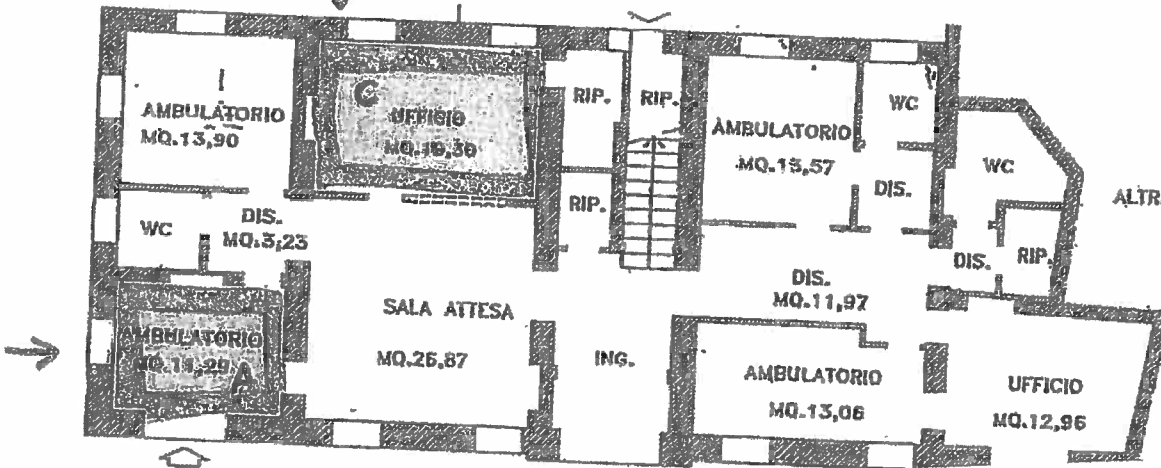 AMBULATORIO
MQ.13,90
C
UFFICIO
RIP.
RIP.
AMBULATORIO
MQ.15,57
WC
WC
DIS.
RIP.
WC
DIS.
MQ.3,23
ALTR
DIS.
RIP.
DIS.
MQ.11,97
SALA ATTESA
MQ.26,87
ING.
AMBULATORIO
A
AMBULATORIO
MQ.13,06
UFFICIO
MQ.12,96